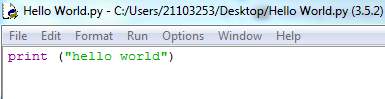 Hello World.py - C:/Users/21103253/Desktop/Hello World.py (3.5.2)
File Edit Format Run Options Window Help
print ("hello world")